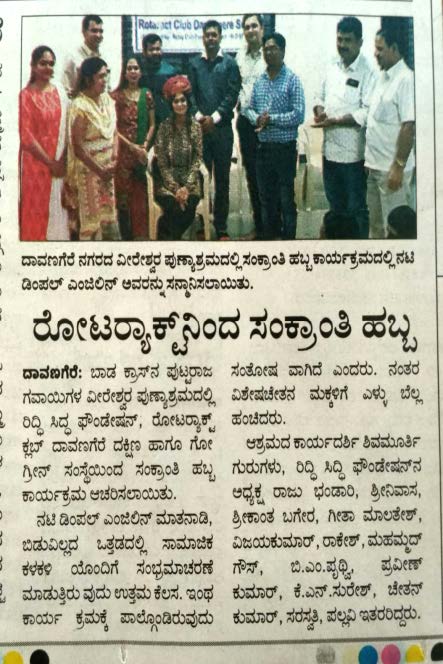 Rotaract Club Davangere So
ದಾವಣಗೆರೆ ನಗರದ ವೀರೇಶ್ವರ ಪುಣ್ಯಾಶ್ರಮದಲ್ಲಿ ಸಂಕ್ರಾಂತಿ ಹಬ್ಬ ಕಾರ್ಯಕ್ರಮದಲ್ಲಿ ನಟಿ
ಡಿಂಪಲ್ ಎಂಜಿಲಿನ್ ಅವರನ್ನು ಸನ್ಮಾನಿಸಲಾಯಿತು.
ರೋಟರ‍್ಯಾಕ್ಟ್‌ನಿಂದ ಸಂಕ್ರಾಂತಿ ಹಬ್ಬ
ದಾವಣಗೆರೆ: ಬಾಡ ಕ್ರಾಸ್‌ನ ಪುಟ್ಟರಾಜ
ಗವಾಯಿಗಳ ವೀರೇಶ್ವರ ಪುಣ್ಯಾಶ್ರಮದಲ್ಲಿ
ರಿದ್ಧಿ ಸಿದ್ಧ ಫೌಂಡೇಷನ್, ರೋಟರ‍್ಯಾಕ್ಟ್
ಕ್ಲಬ್ ದಾವಣಗೆರೆ ದಕ್ಷಿಣ ಹಾಗೂ ಗೋ
ಗ್ರೀನ್ ಸಂಸ್ಥೆಯಿಂದ ಸಂಕ್ರಾಂತಿ ಹಬ್ಬ
ಕಾರ್ಯಕ್ರಮ ಆಚರಿಸಲಾಯಿತು.
ನಟಿ ಡಿಂಪಲ್ ಎಂಜಿಲಿನ್ ಮಾತನಾಡಿ,
ಬಿಡುವಿಲ್ಲದ ಒತ್ತಡದಲ್ಲಿ ಸಾಮಾಜಿಕ
ಕಳಕಳಿ ಯೊಂದಿಗೆ ಸಂಭ್ರಮಾಚರಣೆ
ಮಾಡುತ್ತಿರು ವುದು ಉತ್ತಮ ಕೆಲಸ. ಇಂಥ
ಕಾರ್ಯ ಕ್ರಮಕ್ಕೆ ಪಾಲ್ಗೊಂಡಿರುವುದು
ಸಂತೋಷ ವಾಗಿದೆ ಎಂದರು. ನಂತರ
ವಿಶೇಷಚೇತನ ಮಕ್ಕಳಿಗೆ ಎಳ್ಳು ಬೆಲ್ಲ
ಹಂಚಿದರು.
ಆಶ್ರಮದ ಕಾರ್ಯದರ್ಶಿ ಶಿವಮೂರ್ತಿ
ಗುರುಗಳು, ರಿದ್ಧಿ ಸಿದ್ಧಿ ಫೌಂಡೇಷನ್‌ನ
ಅಧ್ಯಕ್ಷ ರಾಜು ಭಂಡಾರಿ, ಶ್ರೀನಿವಾಸ,
ಶ್ರೀಕಾಂತ ಬಗೇರ, ಗೀತಾ ಮಾಲತೇಶ್,
ವಿಜಯಕುಮಾರ್, ರಾಕೇಶ್, ಮಹಮ್ಮದ್
ಗೌಸ್, ಬಿ.ಎಂ.ಪೃಥ್ವಿ, ಪ್ರವೀಣ್
ಕುಮಾರ್, ಕೆ.ಎನ್.ಸುರೇಶ್, ಚೇತನ್
ಕುಮಾರ್, ಸರಸ್ವತಿ, ಪಲ್ಲವಿ ಇತರರಿದ್ದರು.